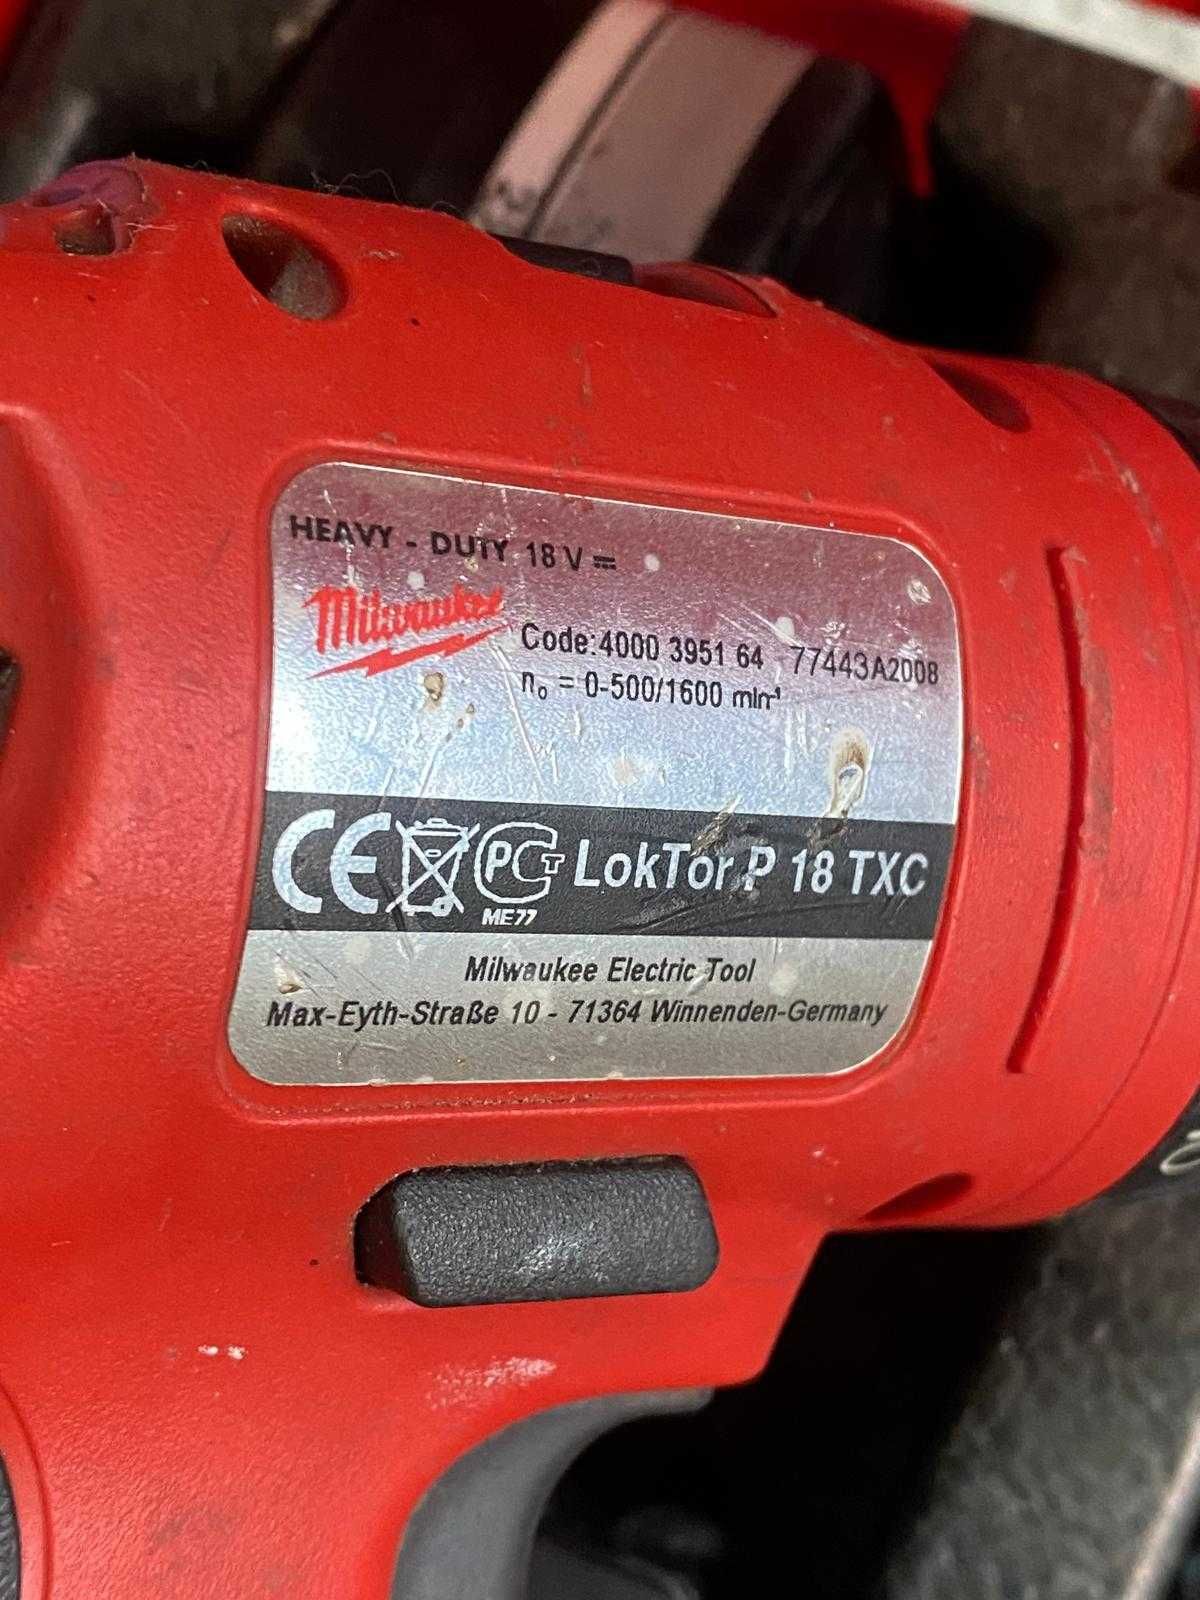 HEAVY - DUTY 18 V
Milwaukee
Code: 4000 3951 64 77443A2008
n₀ = 0-500/1600 min⁻¹
CE PCT LokTor P 18 TXC
ME77
Milwaukee Electric Tool
Max-Eyth-Straße 10 - 71364 Winnenden-Germany